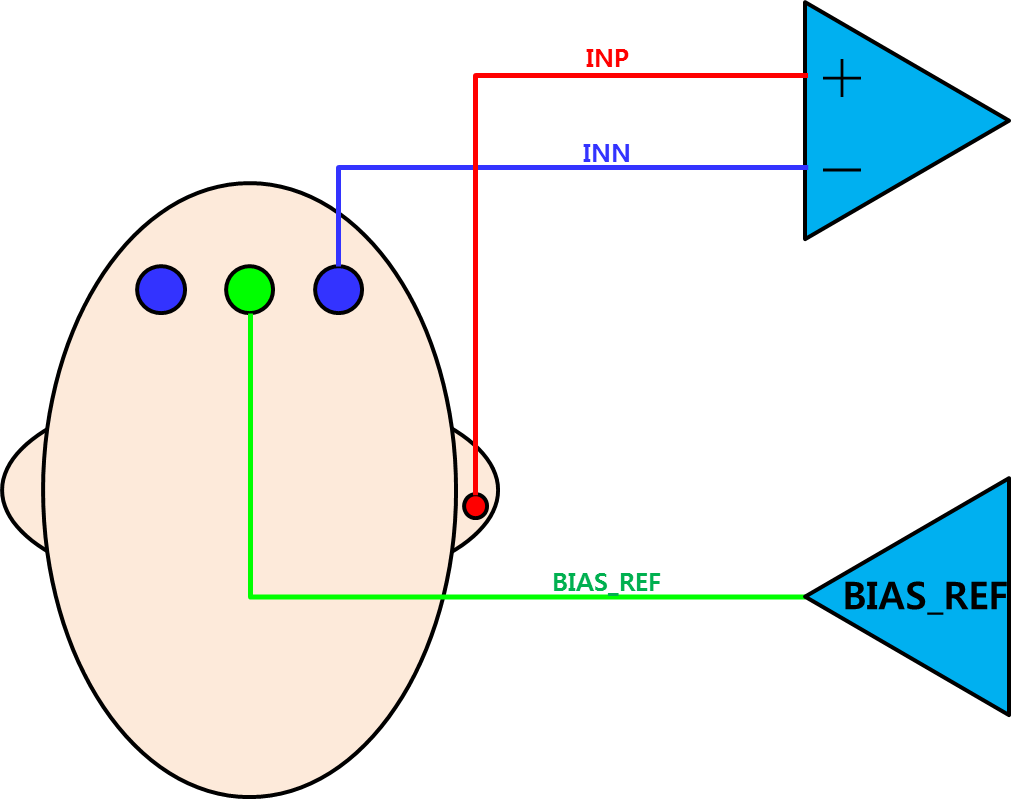 INP
+
INN
−
BIAS_REF
BIAS_REF